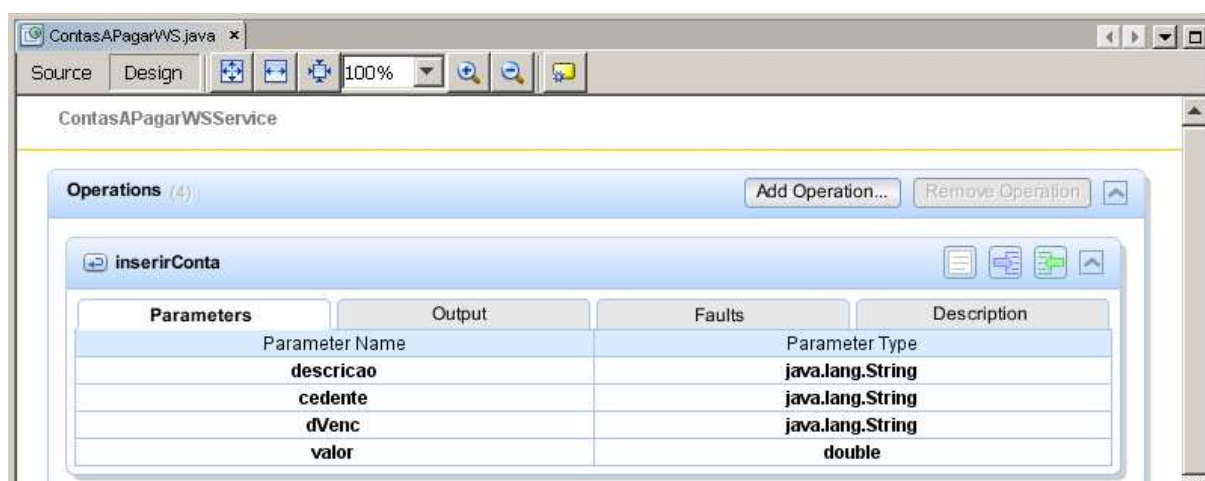 ContasAPagarWS.java ×
Source Design 100%
ContasAPagarWSService
Operations (4) Add Operation... Remove Operation
inserirConta
Parameters Output Faults Description
Parameter Name Parameter Type
descricao java.lang.String
cedente java.lang.String
dVenc java.lang.String
valor double